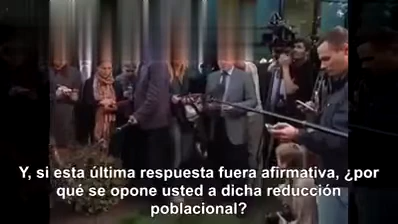 Y, si esta última respuesta fuera afirmativa, ¿por
qué se opone usted a dicha reducción
poblacional?